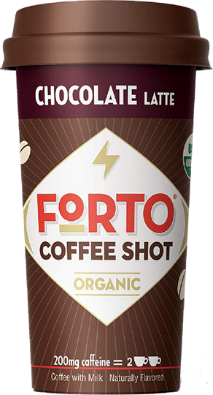 CHOCOLATE LATTE
FORTO®
COFFEE SHOT
ORGANIC
200mg caffeine = 2
Coffee with Milk Naturally Flavored